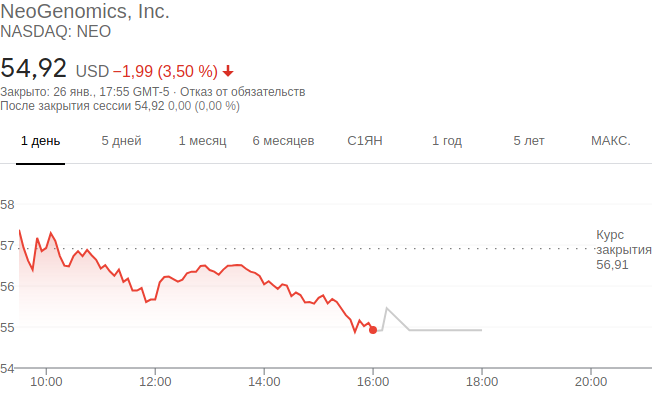 NeoGenomics, Inc.
NASDAQ: NEO
54,92 USD −1,99 (3,50 %)
Закрыто: 26 янв., 17:55 GMT-5 · Отказ от обязательств
После закрытия сессии 54,92 0,00 (0,00 %)
1 день 5 дней 1 месяц 6 месяцев С1ЯН 1 год 5 лет МАКС.
58
57
56
55
54
Курс
закрытия
56,91
10:00 12:00 14:00 16:00 18:00 20:00